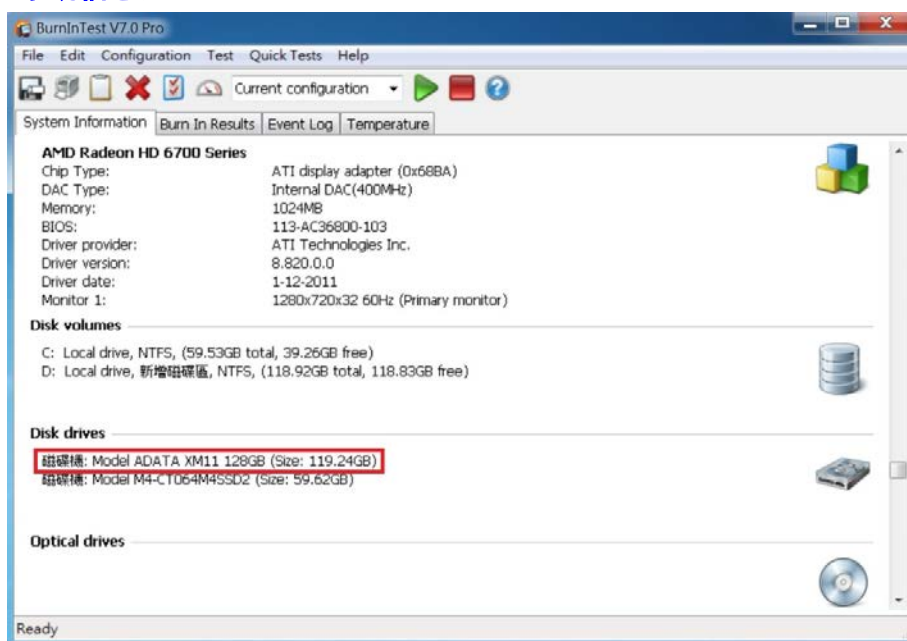 BurnInTest V7.0 Pro
File Edit Configuration Test Quick Tests Help
Current configuration
System Information Burn In Results Event Log Temperature
AMD Radeon HD 6700 Series
Chip Type: ATI display adapter (0x68BA)
DAC Type: Internal DAC(400MHz)
Memory: 1024MB
BIOS: 113-AC36800-103
Driver provider: ATI Technologies Inc.
Driver version: 8.820.0.0
Driver date: 1-12-2011
Monitor 1: 1280x720x32 60Hz (Primary monitor)
Disk volumes
C: Local drive, NTFS, (59.53GB total, 39.26GB free)
D: Local drive, 新增磁碟區, NTFS, (118.92GB total, 118.83GB free)
Disk drives
磁碟機: Model ADATA XM11 128GB (Size: 119.24GB)
磁碟機: Model M4-CT064M4SSD2 (Size: 59.62GB)
Optical drives
Ready